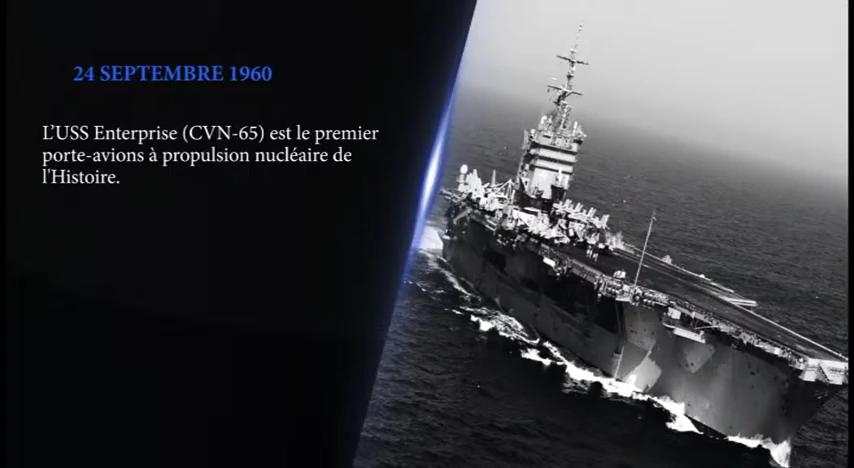 24 SEPTEMBRE 1960
L’USS Enterprise (CVN-65) est le premier
porte-avions à propulsion nucléaire de
l'Histoire.